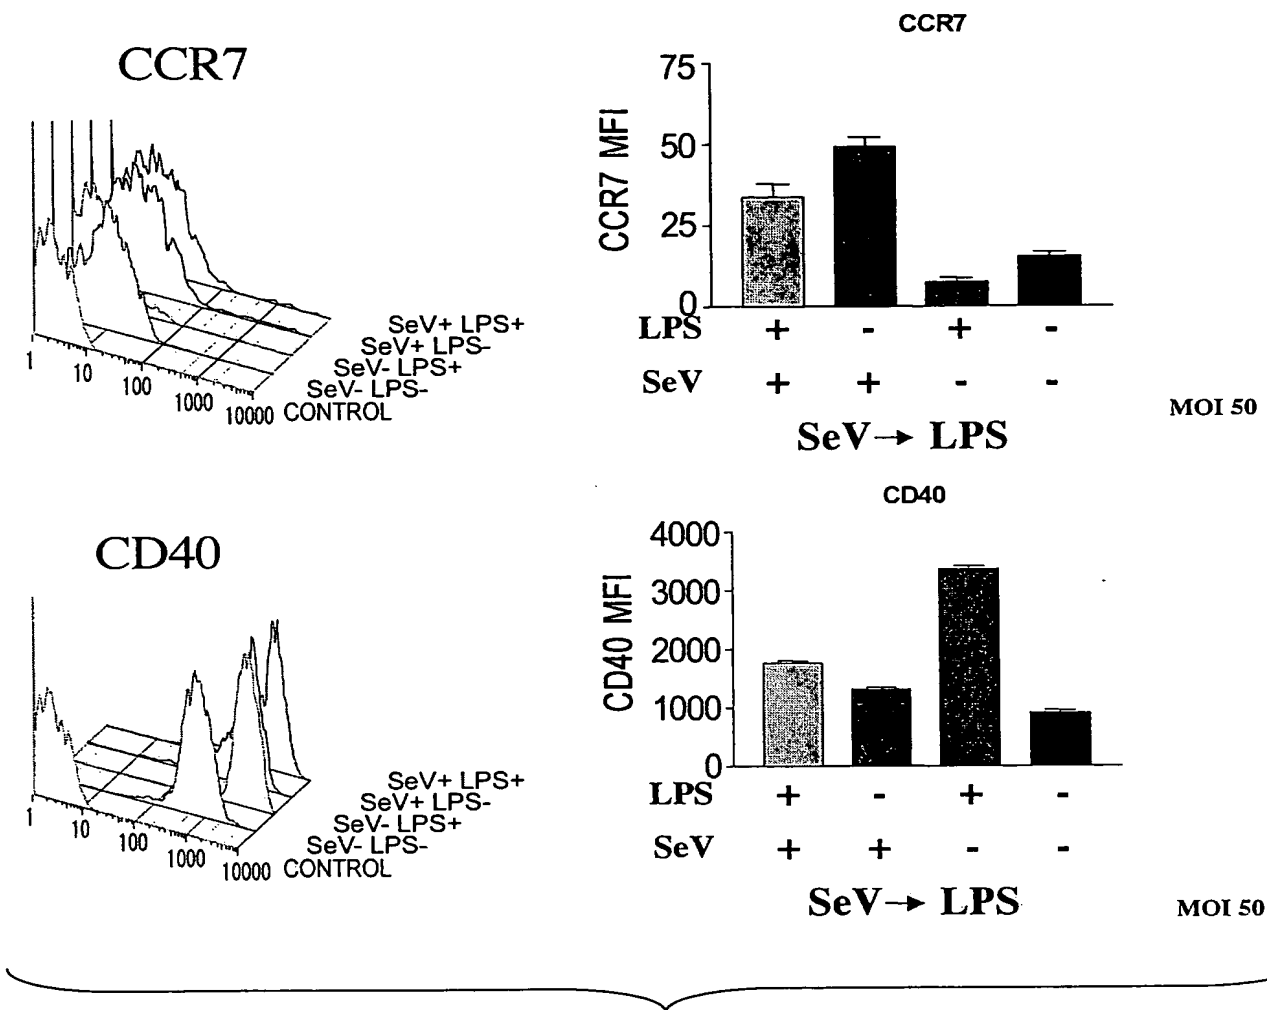 CCR7
1 10 100 1000 10000
SeV+ LPS+
SeV+ LPS-
SeV- LPS+
SeV- LPS-
CONTROL
CCR7
CCR7 MFI
75
50
25
0
LPS + - + -
SeV + + - -
SeV→ LPS
MOI 50
CD40
1 10 100 1000 10000
SeV+ LPS+
SeV+ LPS-
SeV- LPS+
SeV- LPS-
CONTROL
CD40
CD40 MFI
4000
3000
2000
1000
0
LPS + - + -
SeV + + - -
SeV→ LPS
MOI 50